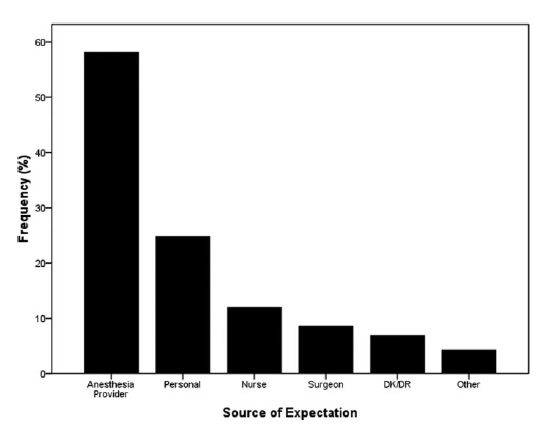 60
50
40
30
20
10
0
Frequency (%)
Anesthesia
Provider
Personal
Nurse
Surgeon
DK/DR
Other
Source of Expectation